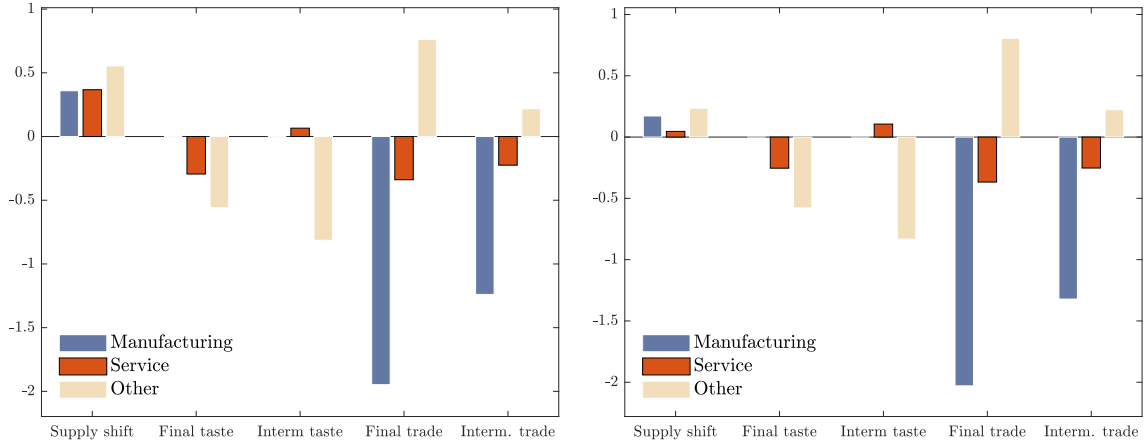 1
0.5
0
-0.5
-1
-1.5
-2
Manufacturing
Service
Other
Supply shift Final taste Interm taste Final trade Interm. trade
1
0.5
0
-0.5
-1
-1.5
-2
Manufacturing
Service
Other
Supply shift Final taste Interm taste Final trade Interm. trade